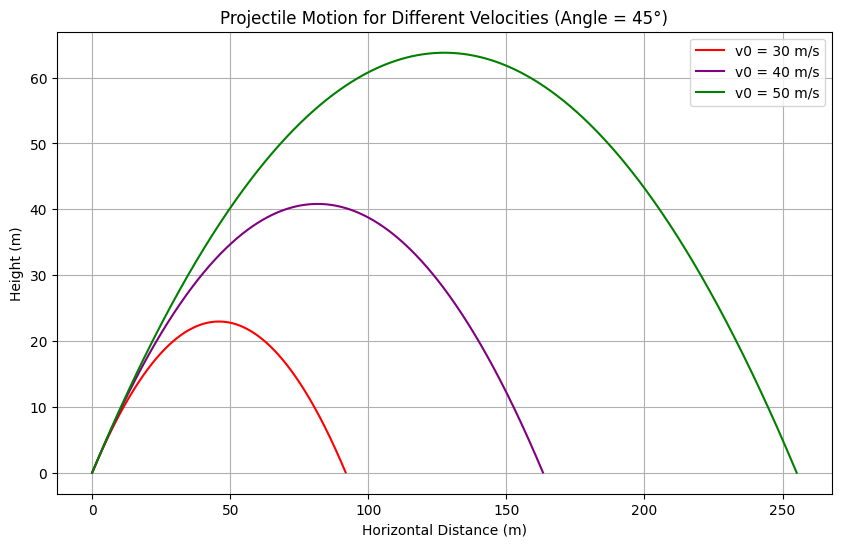 Projectile Motion for Different Velocities (Angle = 45°)
v0 = 30 m/s
v0 = 40 m/s
v0 = 50 m/s
Height (m)
60
50
40
30
20
10
0
0 50 100 150 200 250
Horizontal Distance (m)